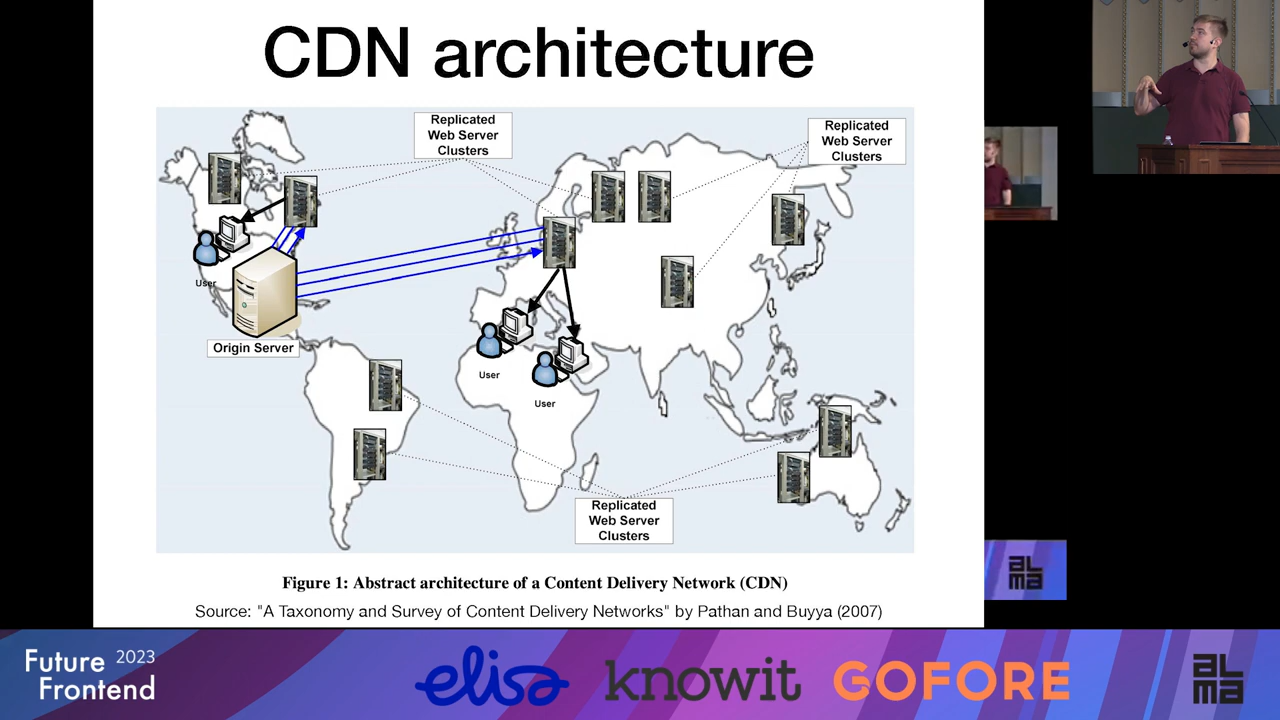 CDN architecture
Replicated
Web Server
Clusters
Replicated
Web Server
Clusters
User
Origin Server
User
User
Replicated
Web Server
Clusters
Figure 1: Abstract architecture of a Content Delivery Network (CDN)
Source: "A Taxonomy and Survey of Content Delivery Networks" by Pathan and Buyya (2007)
ALMA
Future 2023
Frontend
elisa
knowit
GOFORE
ALMA